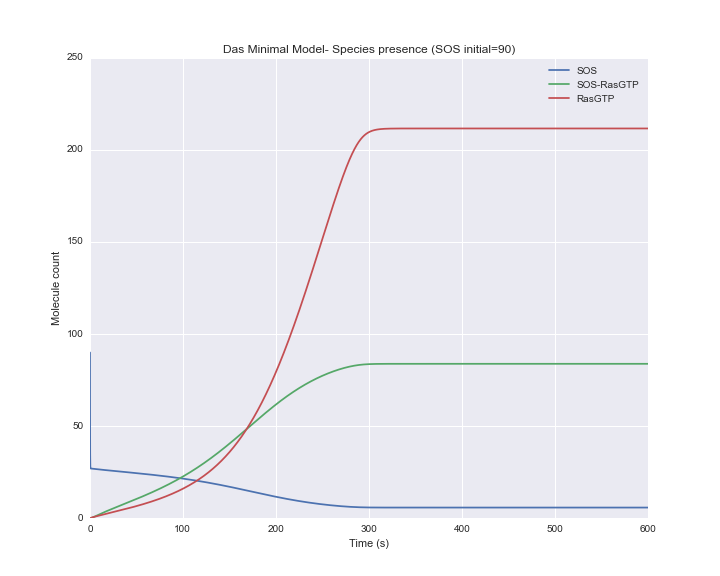 Das Minimal Model- Species presence (SOS initial=90)
250
SOS
SOS-RasGTP
RasGTP
200
150
Molecule count
100
50
0
0 100 200 300 400 500 600
Time (s)